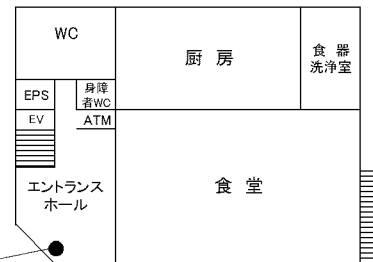 WC
厨 房
食 器
洗浄室
EPS
身障
者WC
EV
ATM
エントランス
ホール
食 堂